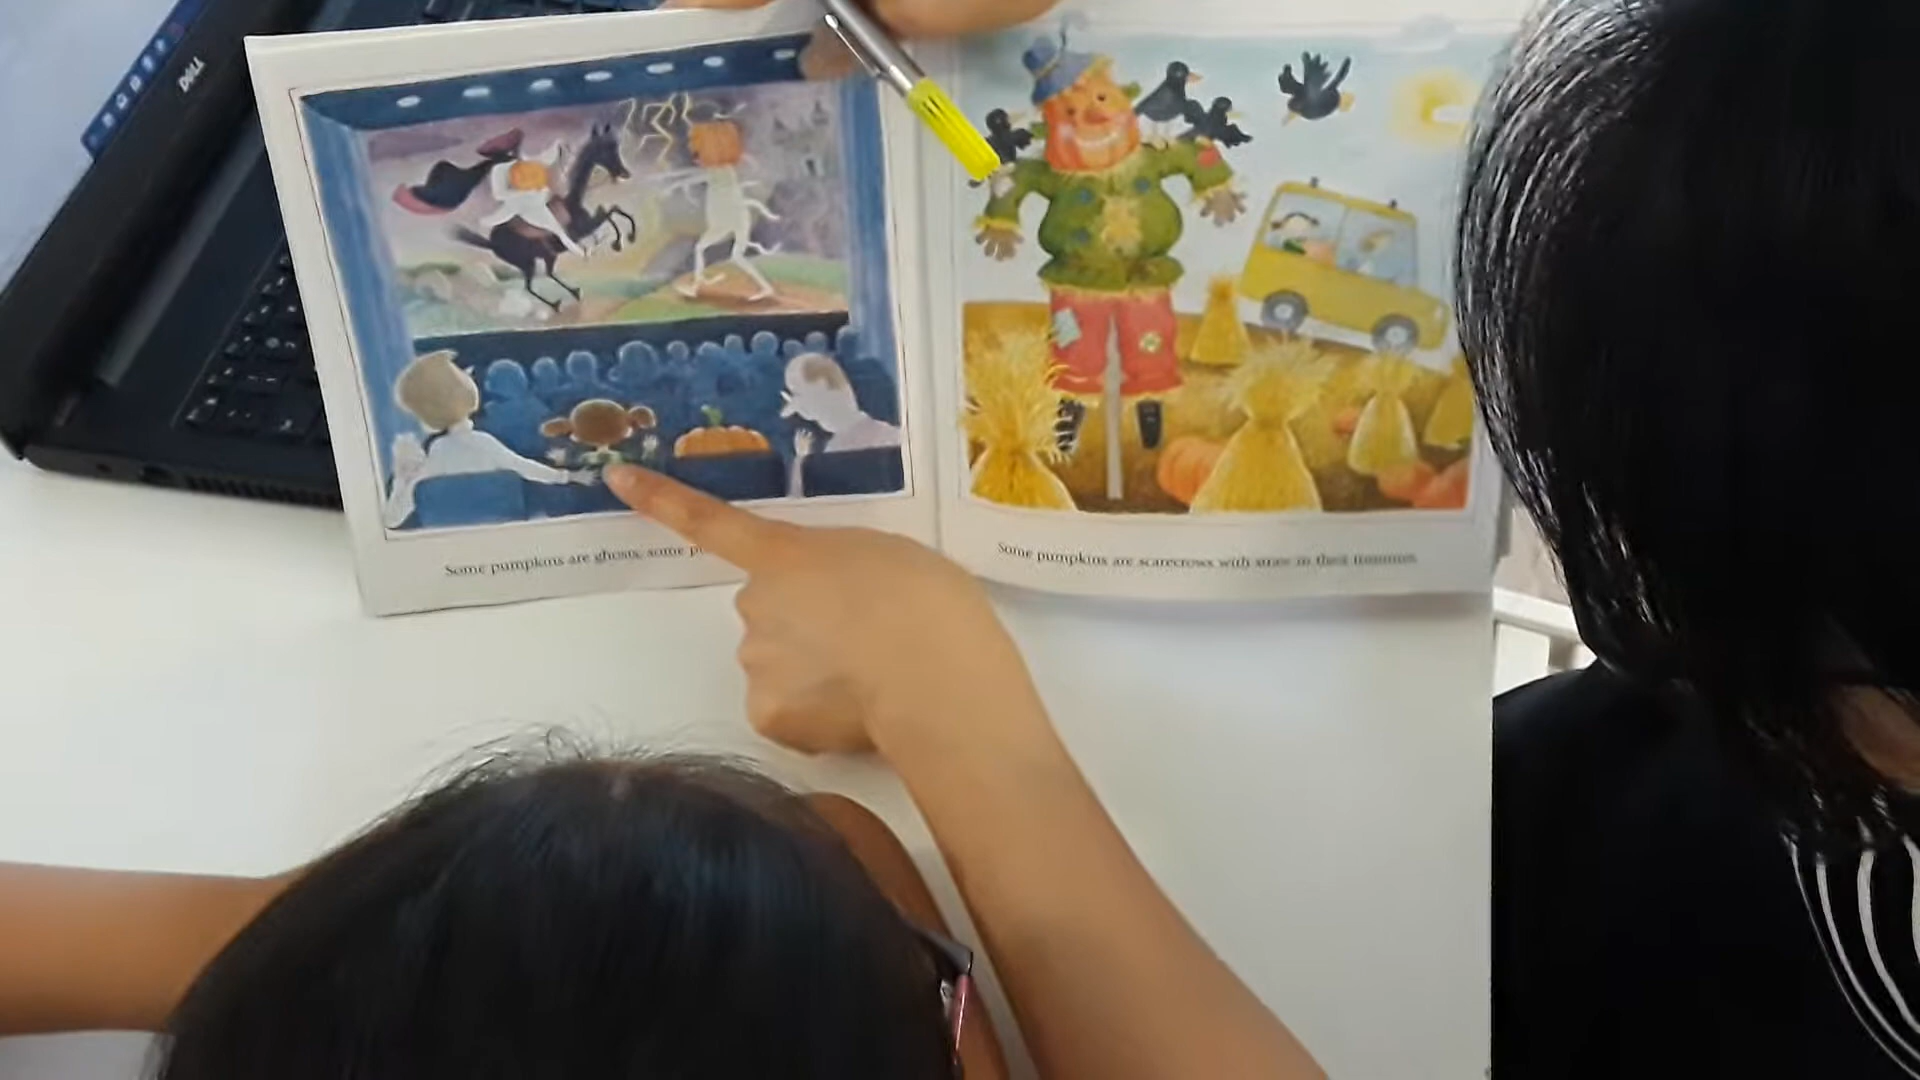 DELL
Some pumpkins are ghosts, some
Some pumpkins are scarecrows with straw in their tummies